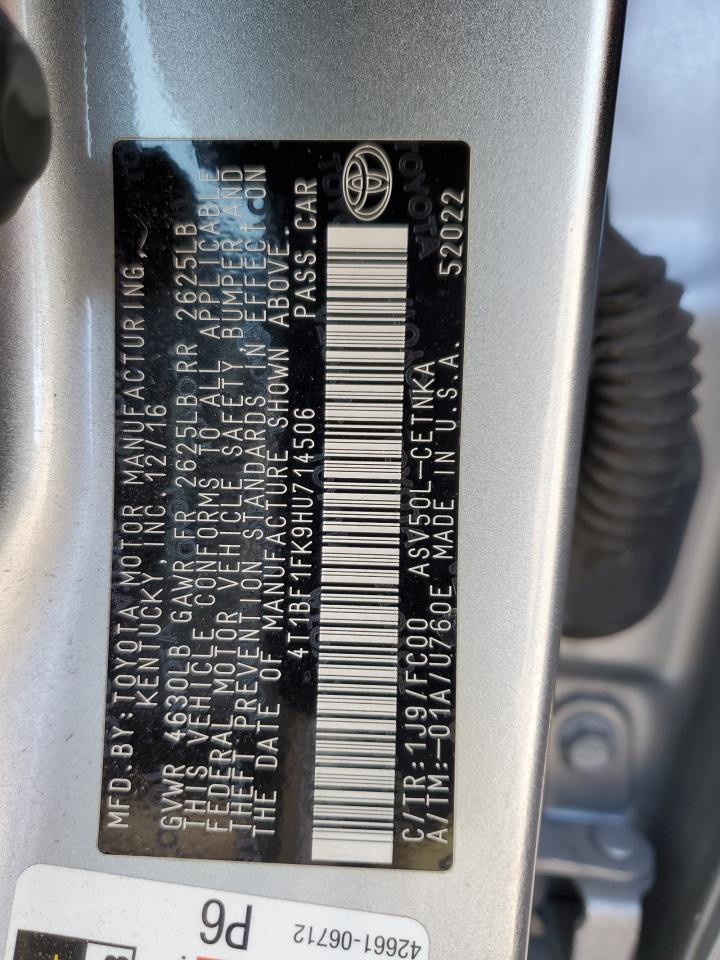 MFD. BY: TOYOTA MOTOR MANUFACTURING,
KENTUCKY, INC. 12/16
GVWR 4630LB GAWR FR 2625LB RR 2625LB
THIS VEHICLE CONFORMS TO ALL APPLICABLE
FEDERAL MOTOR VEHICLE SAFETY, BUMPER, AND
THEFT PREVENTION STANDARDS IN EFFECT ON
THE DATE OF MANUFACTURE SHOWN ABOVE.
4T1BF1FK9HU714506 PASS.CAR
C/TR:1J9/FC00 ASV50L-CETNKA
A/TM:-01A/U760E MADE IN U.S.A. 52022
P6
42661-06712